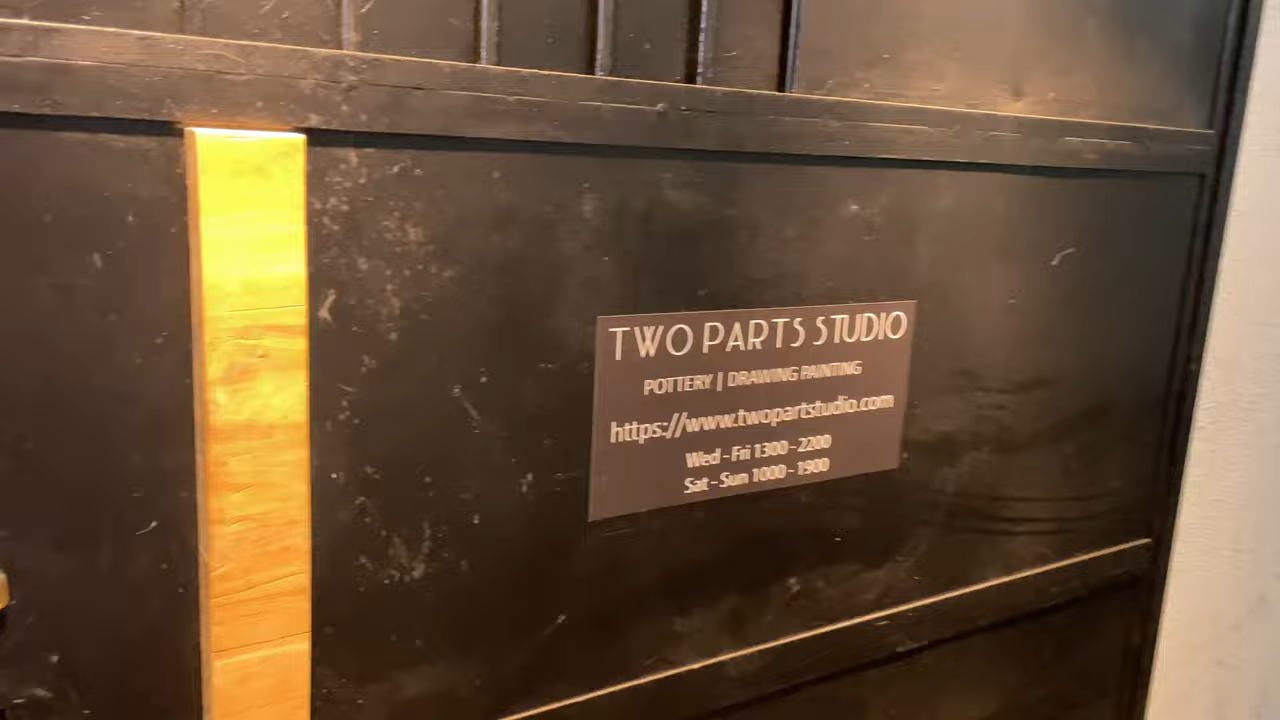 TWO PARTS STUDIO
POTTERY | DRAWING PAINTING
https://www.twopartstudio.com
Wed - Fri 1300 - 2200
Sat - Sun 1000 - 1900